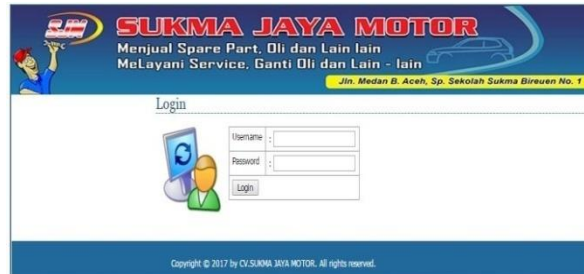 SJM
SUKMA JAYA MOTOR
Menjual Spare Part, Oli dan Lain lain
MeLayani Service, Ganti Oli dan Lain - lain
Jln. Medan B. Aceh, Sp. Sekolah Sukma Bireuen No. 1
Login
Username :
Password :
Login
Copyright © 2017 by CV.SUKMA JAYA MOTOR. All rights reserved.